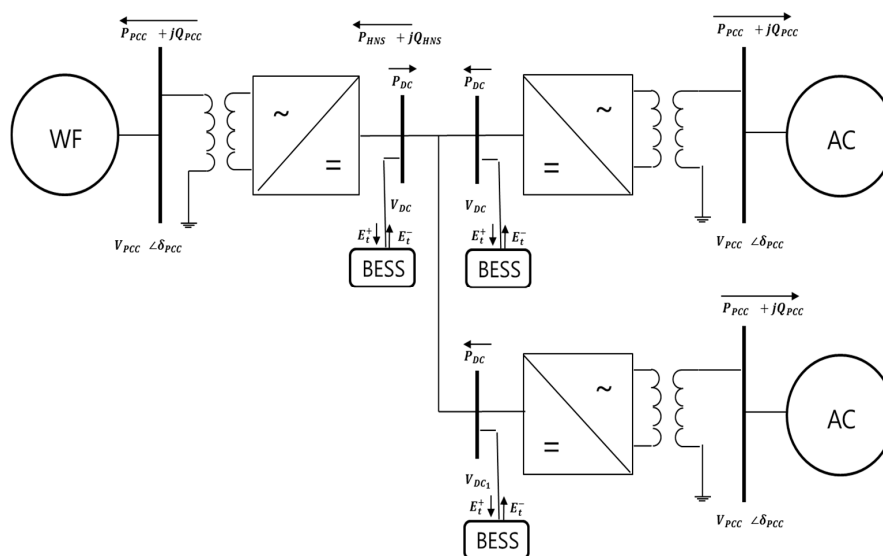 P_PCC + jQ_PCC
P_HNS + jQ_HNS
P_PCC + jQ_PCC
P_DC
P_DC
WF
~
=
~
=
AC
V_DC
V_DC
V_PCC ∠δ_PCC
E_t^+ E_t^-
E_t^+ E_t^-
V_PCC ∠δ_PCC
BESS
BESS
P_PCC + jQ_PCC
P_DC
~
=
AC
V_DC₁
E_t^+ E_t^-
V_PCC ∠δ_PCC
BESS